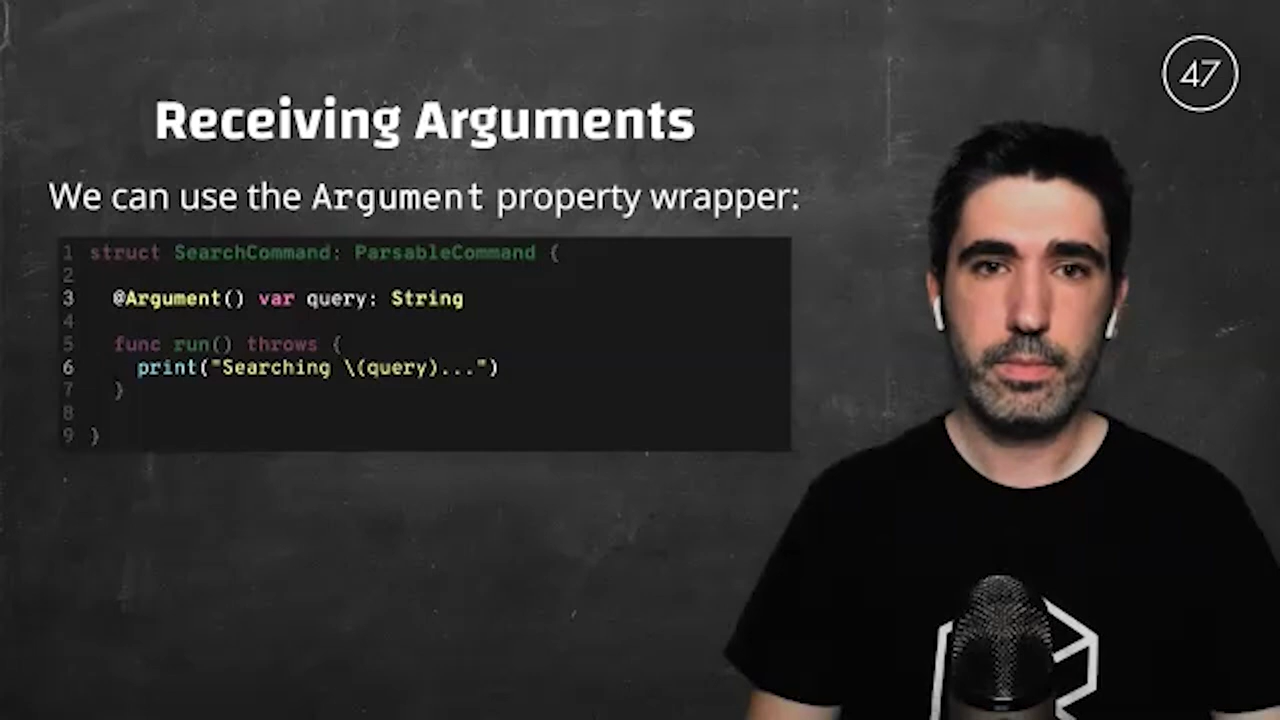 47
Receiving Arguments
We can use the Argument property wrapper:
1 struct SearchCommand: ParsableCommand {
2
3   @Argument() var query: String
4
5   func run() throws {
6     print("Searching \(query)...")
7   }
8
9 }